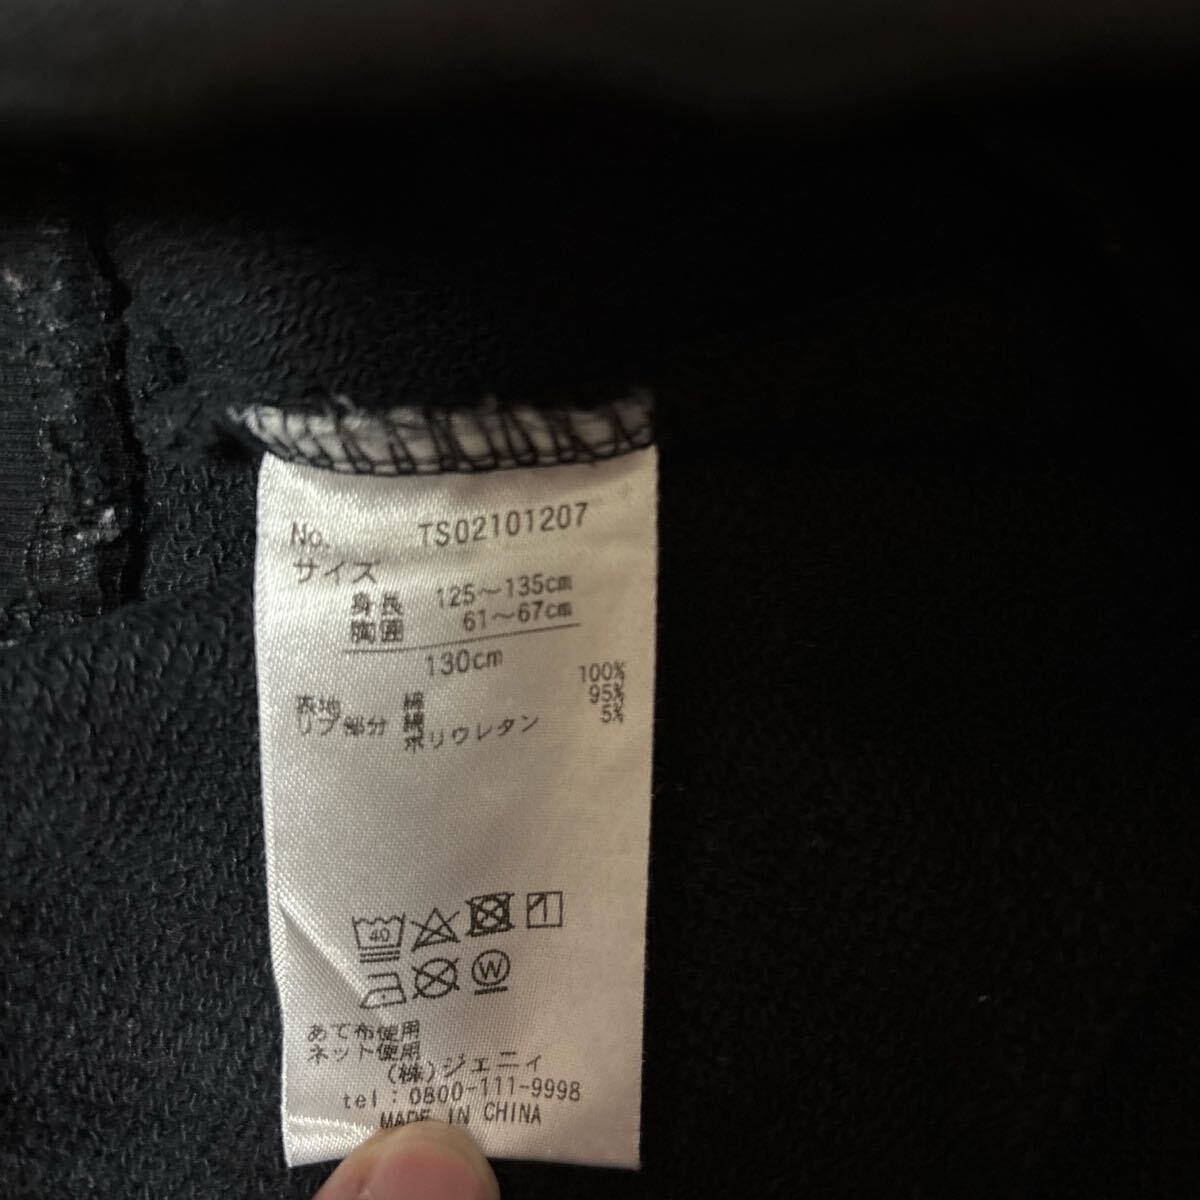 No. TS02101207
サイズ
身長 125～135cm
胸囲 61～67cm
130cm
表地 綿 100%
リブ部分 綿 95%
ポリウレタン 5%
40
W
あて布使用
ネット使用
(株)ジェニィ
tel:0800-111-9998
MADE IN CHINA